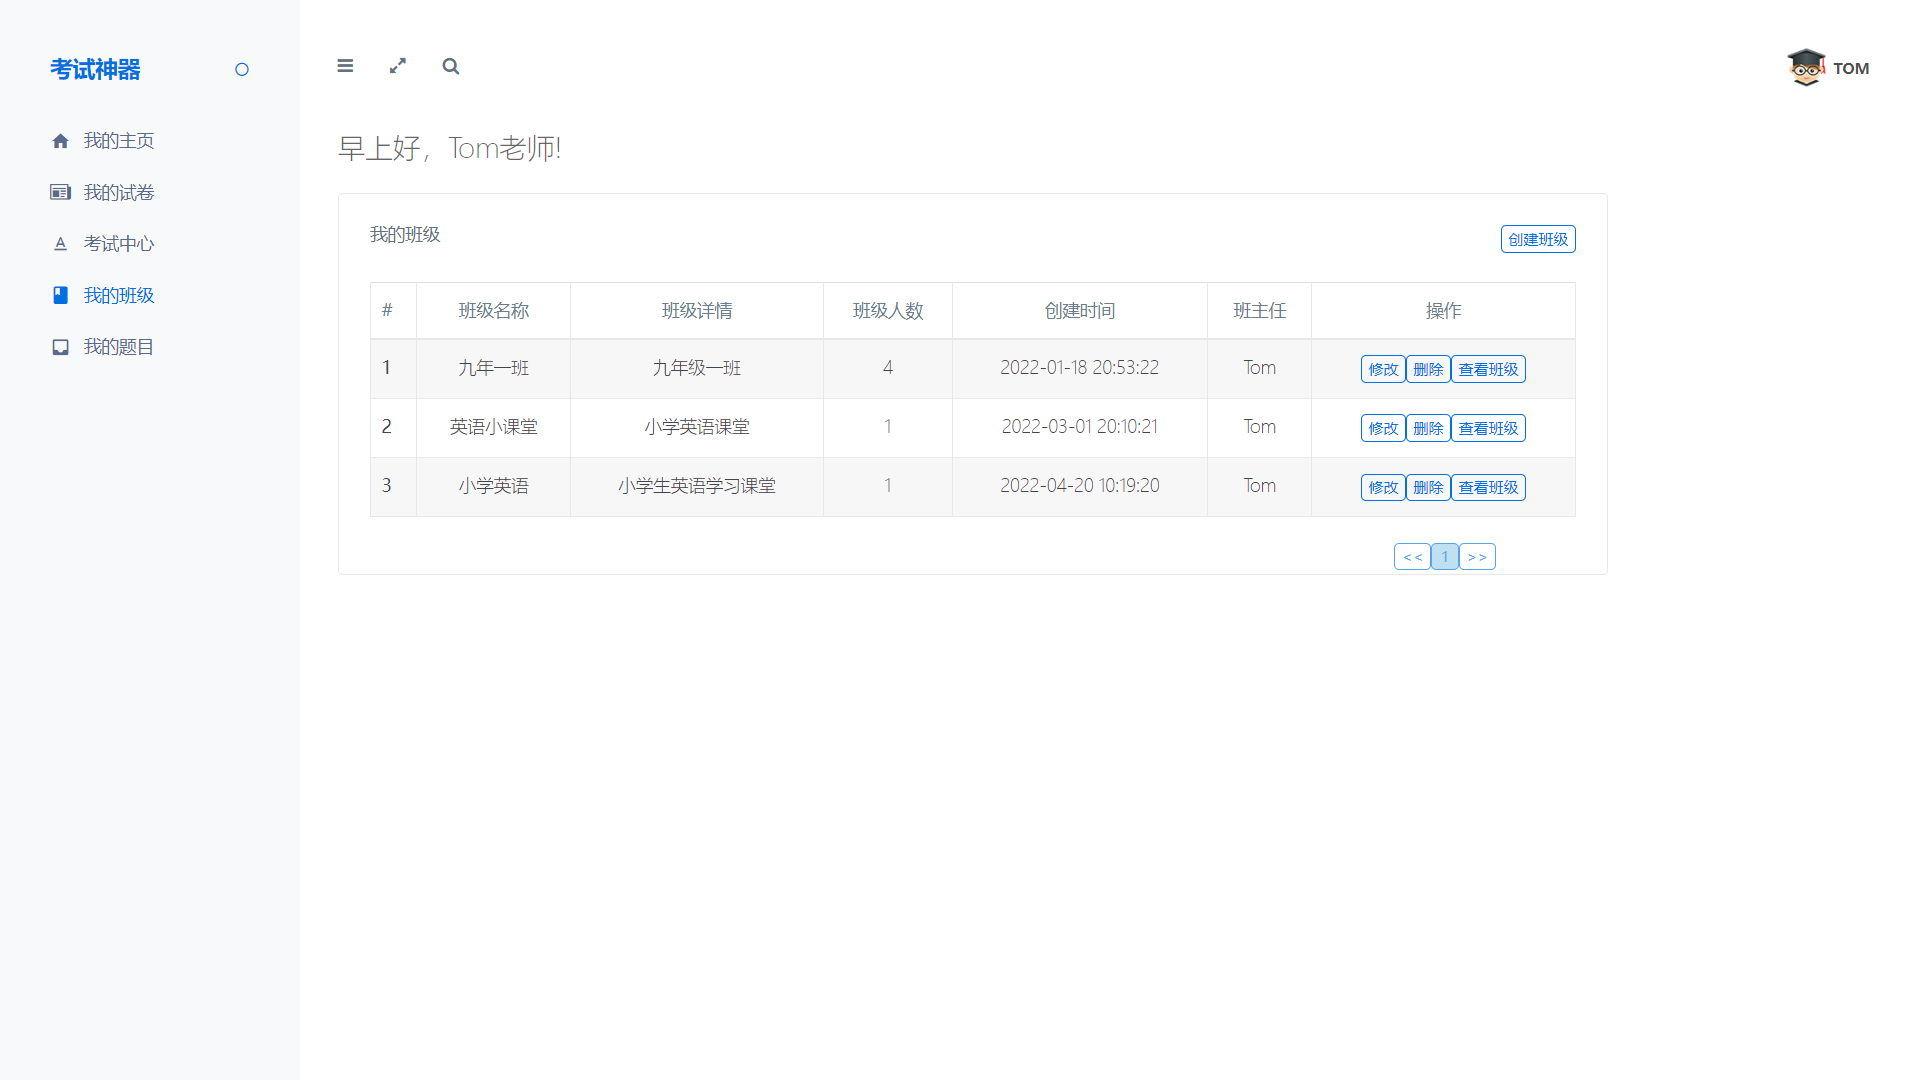 考试神器
TOM
我的主页
我的试卷
考试中心
我的班级
我的题目
早上好，Tom老师!
我的班级
创建班级
# 班级名称 班级详情 班级人数 创建时间 班主任 操作
1 九年一班 九年级一班 4 2022-01-18 20:53:22 Tom 修改 删除 查看班级
2 英语小课堂 小学英语课堂 1 2022-03-01 20:10:21 Tom 修改 删除 查看班级
3 小学英语 小学生英语学习课堂 1 2022-04-20 10:19:20 Tom 修改 删除 查看班级
<< 1 >>